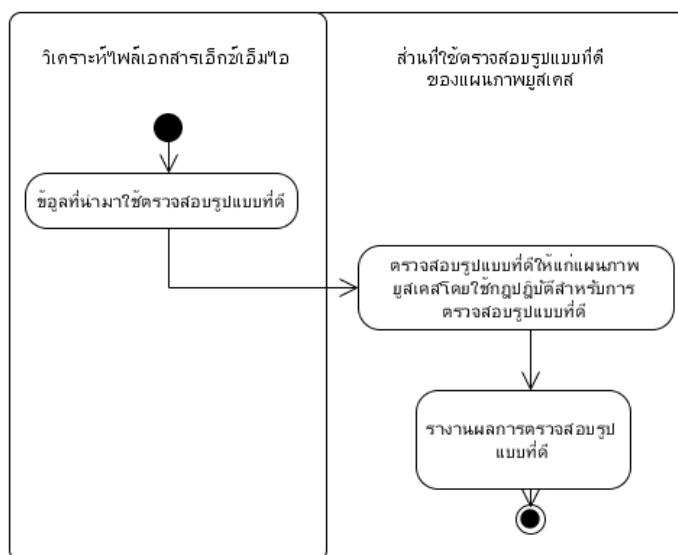 วิเคราะห์ไฟล์เอกสารเอ็กซ์เอ็มไอ
ส่วนที่ใช้ตรวจสอบรูปแบบที่ดี
ของแผนภาพยูสเคส
ข้อูลที่นำมาใช้ตรวจสอบรูปแบบที่ดี
ตรวจสอบรูปแบบที่ดีให้แก่แผนภาพ
ยูสเคสโดยใช้กฎปฏิบัติสำหรับการ
ตรวจสอบรูปแบบที่ดี
รางานผลการตรวจสอบรูป
แบบที่ดี